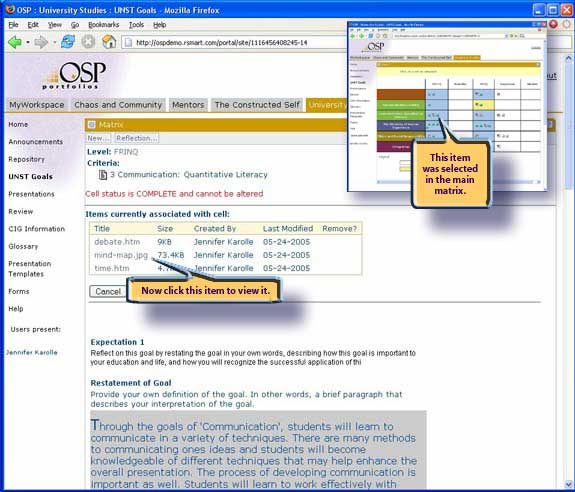 OSP : University Studies : UNST Goals - Mozilla Firefox
File Edit View Go Bookmarks Tools Help
http://ospdemo.rsmart.com/portal/site/1116456408245-14
OSP
portfolios
MyWorkspace Chaos and Community Mentors The Constructed Self
Home
Announcements
Repository
UNST Goals
Presentations
Review
CIG Information
Glossary
Presentation
Templates
Forms
Help
Users present:
Jennifer Karolle
Matrix
New... Reflection...
Level: FRINQ
Criteria:
3 Communication: Quantitative Literacy
Cell status is COMPLETE and cannot be altered
Items currently associated with cell:
Title Size Created By Last Modified Remove?
debate.htm 9KB Jennifer Karolle 05-24-2005
mind-map.jpg 73.4KB Jennifer Karolle 05-24-2005
time.htm Jennifer Karolle 05-24-2005
Cancel
This item
was selected
in the main
matrix.
Now click this item to view it.
Expectation 1
Reflect on this goal by restating the goal in your own words, describing how this goal is important to
your education and life, and how you will recognize the successful application of thi
Restatement of Goal
Provide your own definition of the goal. In other words, a brief paragraph that
describes your interpretation of the goal.
Through the goals of 'Communication', students will learn to
communicate in a variety of techniques. There are many methods
to communicating ones ideas and students will become
knowledgeable of different techniques that may help enhance the
overall presentation. The process of developing communication is
important as well. Students will learn to work effectively with